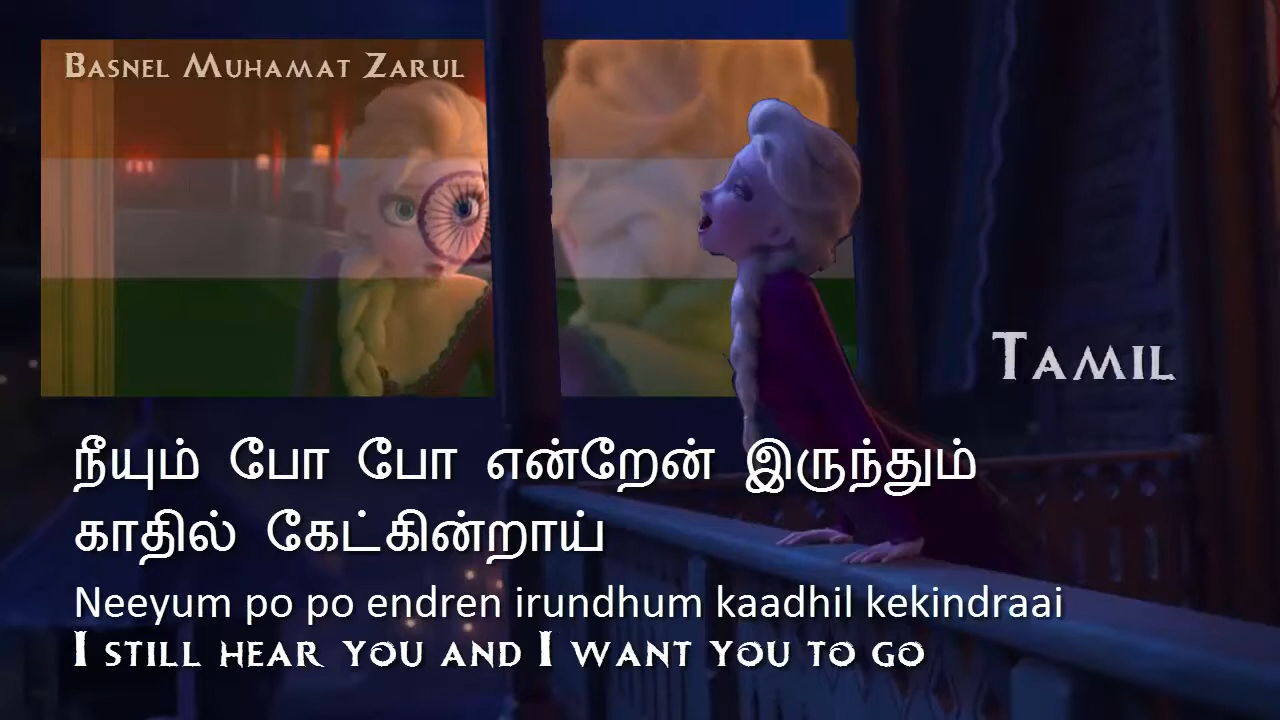 Basnel Muhamat Zarul
Tamil
நீயும் போ போ என்றேன் இருந்தும்
காதில் கேட்கின்றாய்
Neeyum po po endren irundhum kaadhil kekindraai
I still hear you and I want you to go